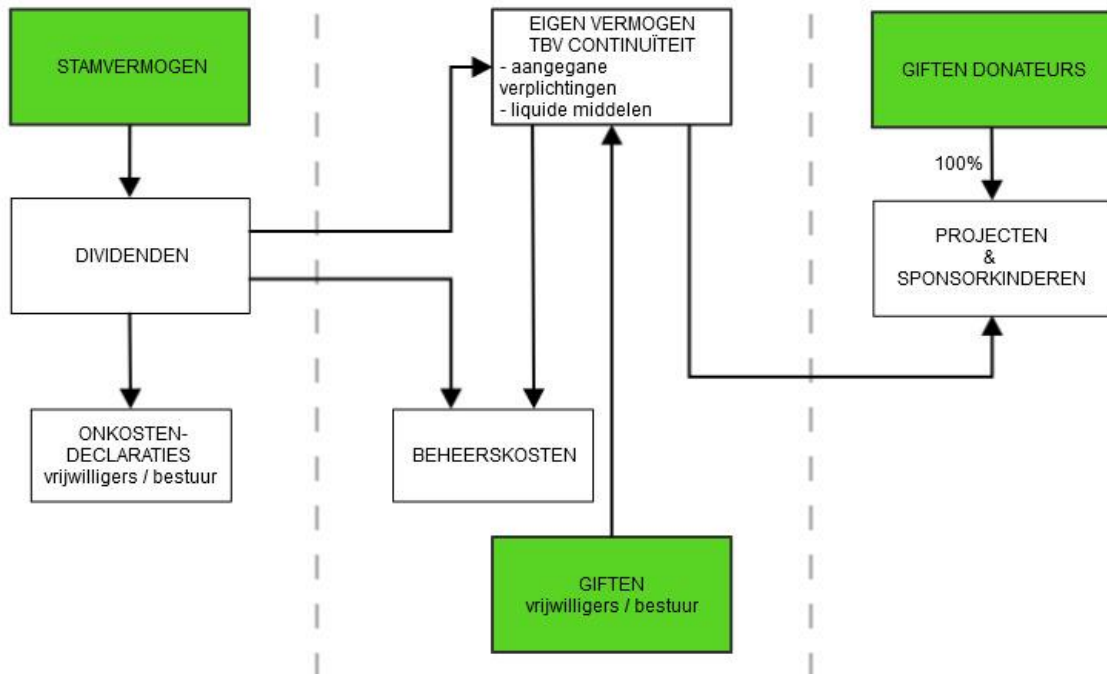 STAMVERMOGEN
EIGEN VERMOGEN
TBV CONTINUÏTEIT
- aangegane
verplichtingen
- liquide middelen
GIFTEN DONATEURS
100%
DIVIDENDEN
PROJECTEN
&
SPONSORKINDEREN
ONKOSTEN-
DECLARATIES
vrijwilligers / bestuur
BEHEERSKOSTEN
GIFTEN
vrijwilligers / bestuur